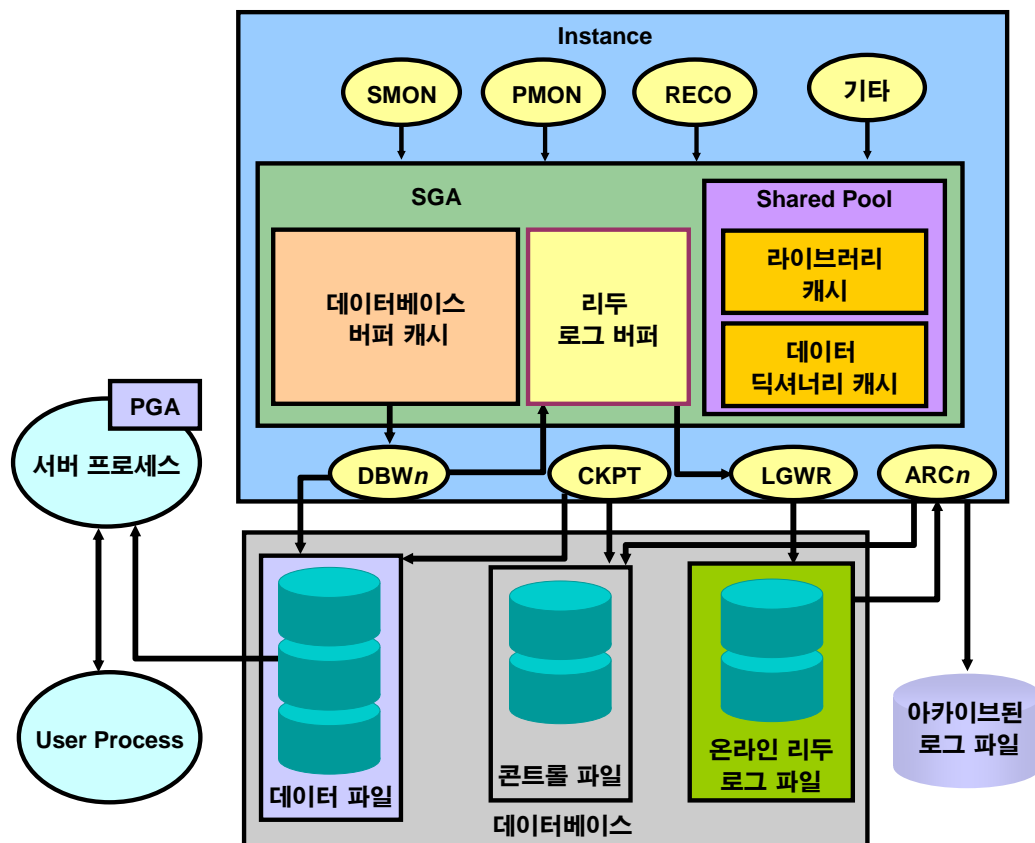 Instance
SMON
PMON
RECO
기타
SGA
Shared Pool
데이터베이스
버퍼 캐시
리두
로그 버퍼
라이브러리
캐시
데이터
딕셔너리 캐시
PGA
서버 프로세스
DBWn
CKPT
LGWR
ARCn
User Process
데이터 파일
콘트롤 파일
온라인 리두
로그 파일
아카이브된
로그 파일
데이터베이스